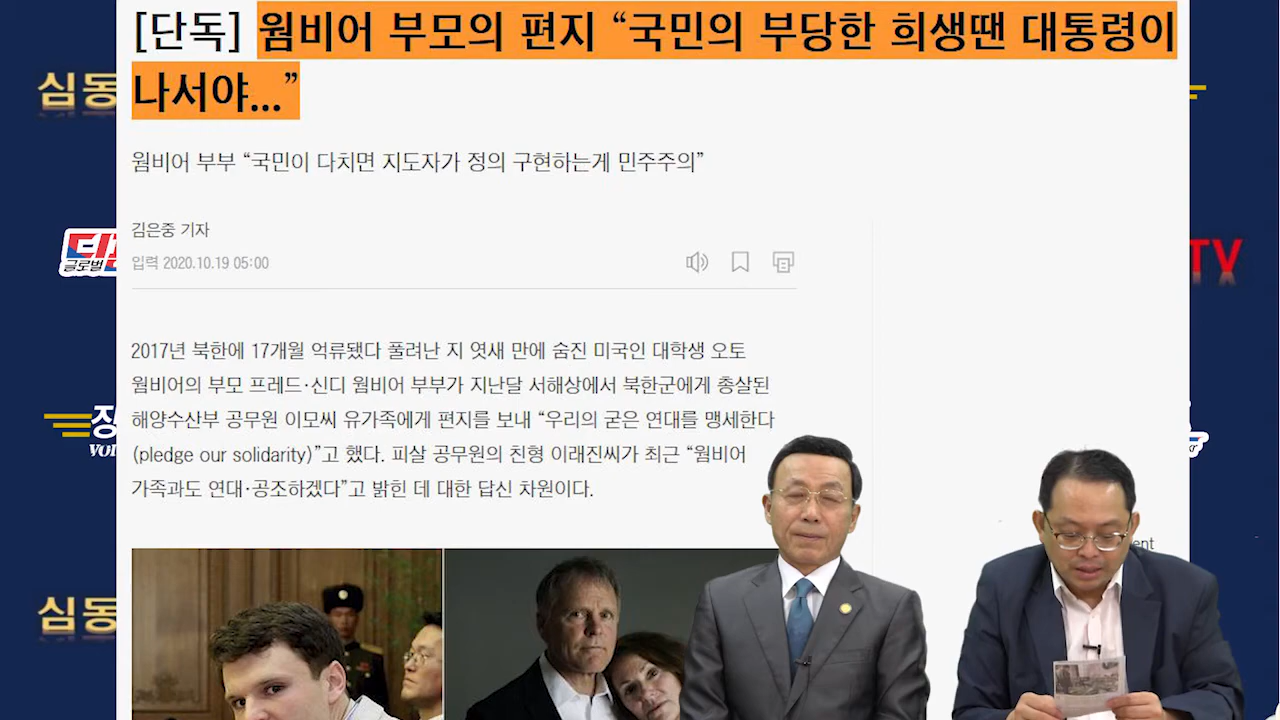 [단독] 웜비어 부모의 편지 “국민의 부당한 희생땐 대통령이
나서야...”
심동
웜비어 부부 “국민이 다치면 지도자가 정의 구현하는게 민주주의”
김은중 기자
글로벌
입력 2020.10.19 05:00
TV
2017년 북한에 17개월 억류됐다 풀려난 지 엿새 만에 숨진 미국인 대학생 오토
웜비어의 부모 프레드·신디 웜비어 부부가 지난달 서해상에서 북한군에게 총살된
해양수산부 공무원 이모씨 유가족에게 편지를 보내 “우리의 굳은 연대를 맹세한다
(pledge our solidarity)”고 했다. 피살 공무원의 친형 이래진씨가 최근 “웜비어
가족과도 연대·공조하겠다”고 밝힌 데 대한 답신 차원이다.
심동